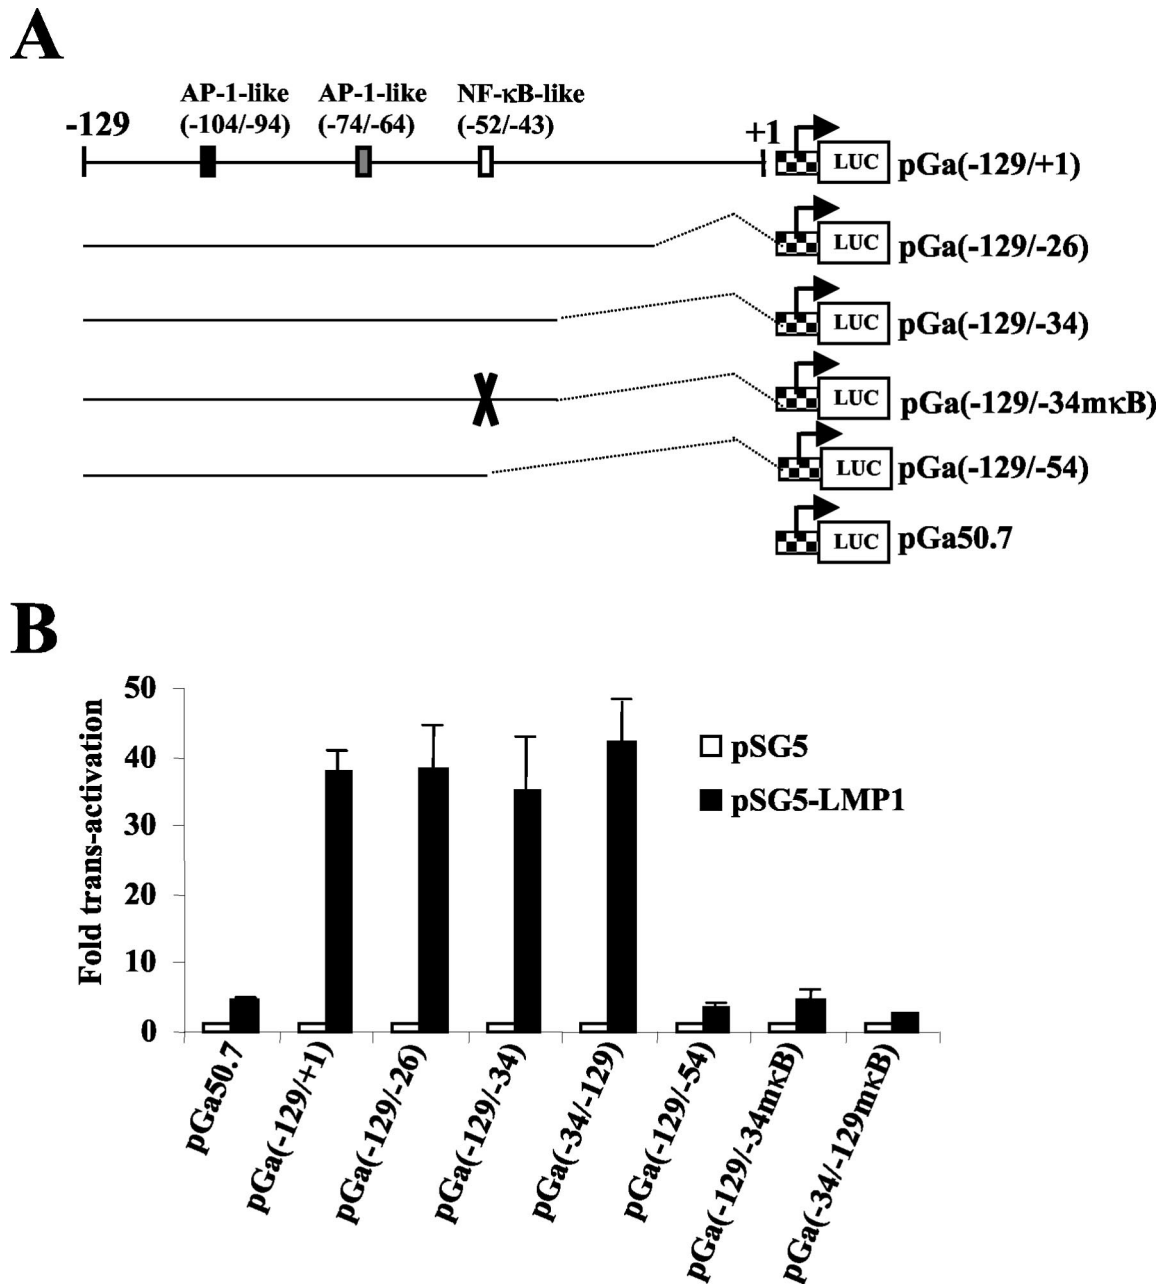 A
AP-1-like AP-1-like NF-κB-like
-129 (-104/-94) (-74/-64) (-52/-43) +1
LUC pGa(-129/+1)
LUC pGa(-129/-26)
LUC pGa(-129/-34)
LUC pGa(-129/-34mκB)
LUC pGa(-129/-54)
LUC pGa50.7
B
Fold trans-activation
50
40
30
20
10
0
pSG5
pSG5-LMP1
pGa50.7
pGa(-129/+1)
pGa(-129/-26)
pGa(-129/-34)
pGa(-34/-129)
pGa(-129/-54)
pGa(-129/-34mκB)
pGa(-34/-129mκB)